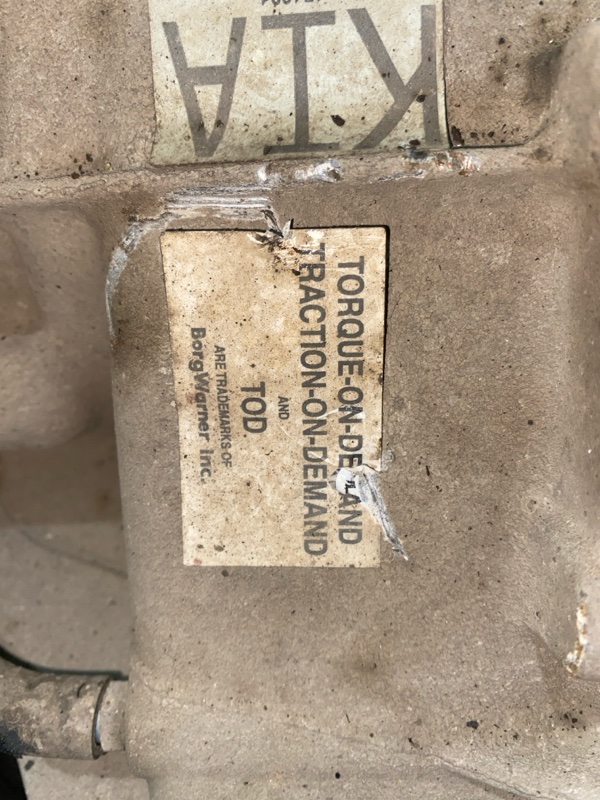 KIA
TORQUE-ON-DEMAND
TRACTION-ON-DEMAND
AND
TOD
ARE TRADEMARKS OF
BorgWarner Inc.